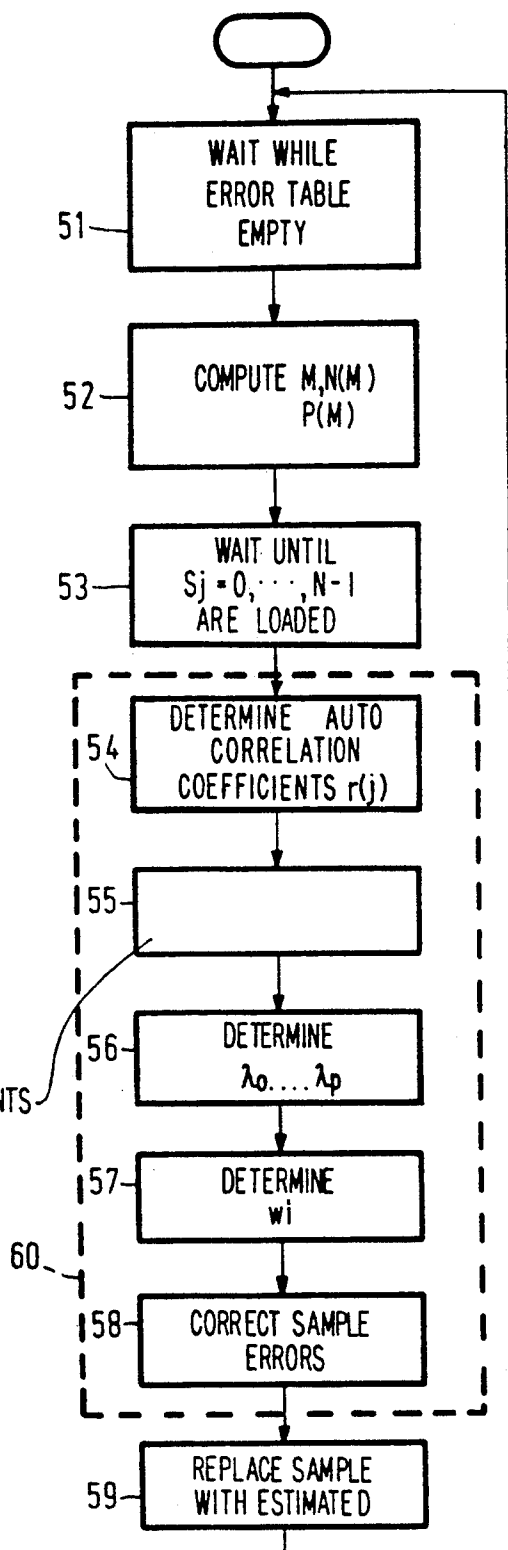 WAIT WHILE
ERROR TABLE
EMPTY
51
COMPUTE M,N(M)
P(M)
52
WAIT UNTIL
Sj = 0, ···, N-1
ARE LOADED
53
DETERMINE AUTO
CORRELATION
COEFFICIENTS r(j)
54
55
NTS
DETERMINE
λ0....λp
56
DETERMINE
wi
57
60
CORRECT SAMPLE
ERRORS
58
REPLACE SAMPLE
WITH ESTIMATED
59